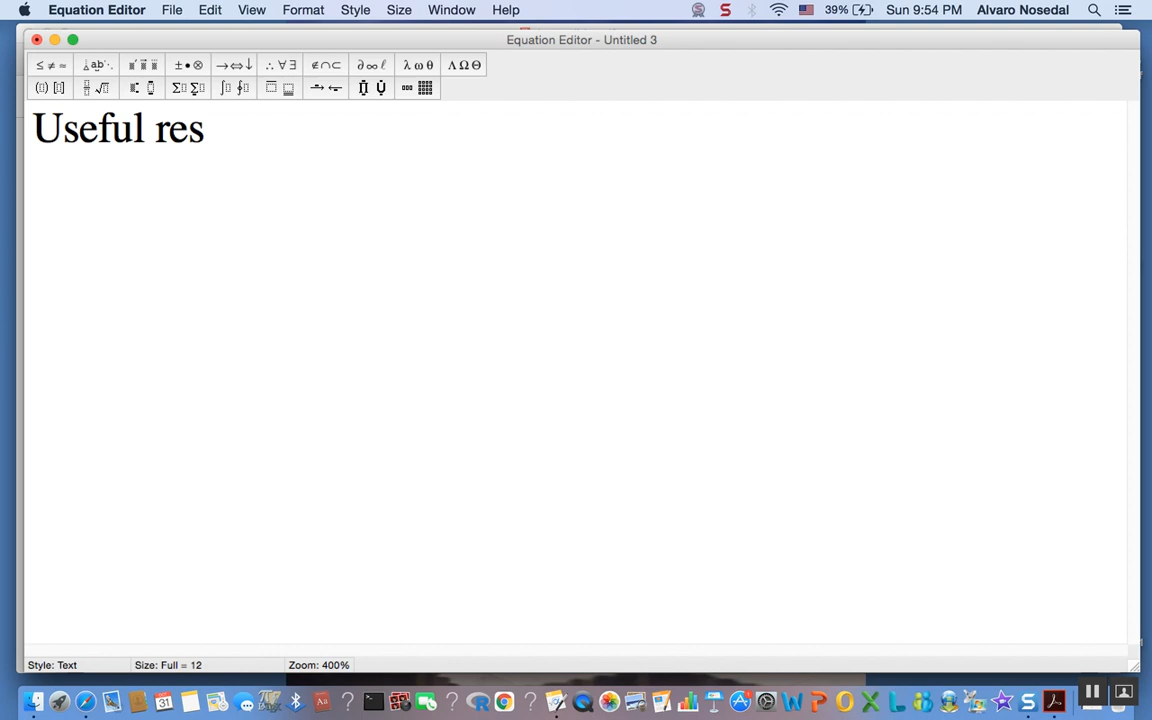 Equation Editor File Edit View Format Style Size Window Help 39% Sun 9:54 PM Alvaro Nosedal
Equation Editor - Untitled 3
Useful res
Style: Text Size: Full = 12 Zoom: 400%